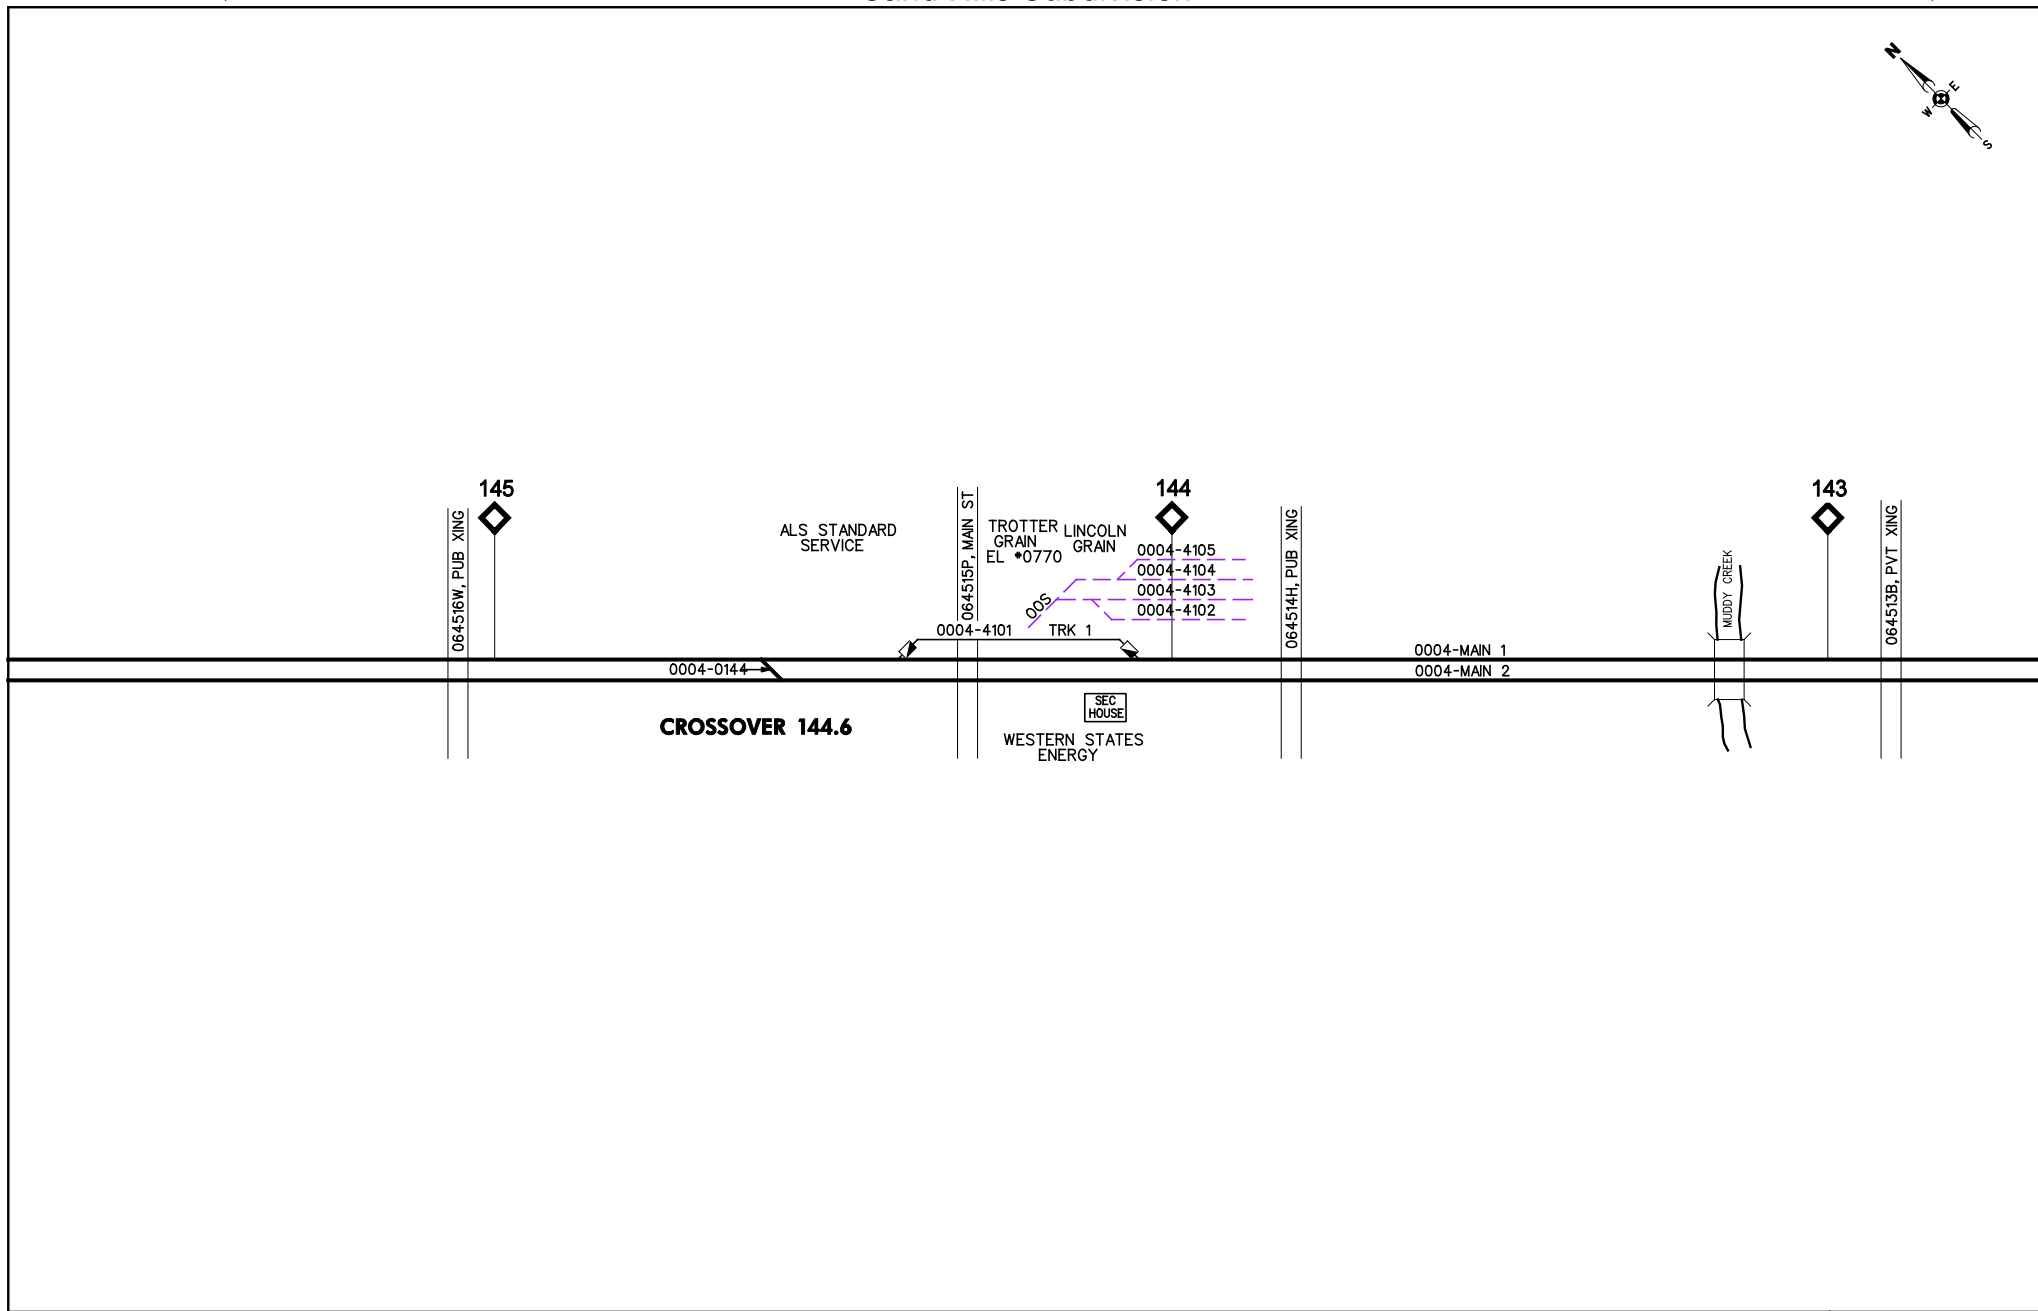 N
E
W
S
145
144
143
064516W, PUB XING
ALS STANDARD
SERVICE
064515P, MAIN ST
TROTTER
GRAIN
EL *0770
LINCOLN
GRAIN
0004-4105
0004-4104
0004-4103
0004-4102
OOS
064514H, PUB XING
MUDDY CREEK
064513B, PVT XING
0004-4101 TRK 1
0004-MAIN 1
0004-0144
0004-MAIN 2
SEC
HOUSE
CROSSOVER 144.6
WESTERN STATES
ENERGY